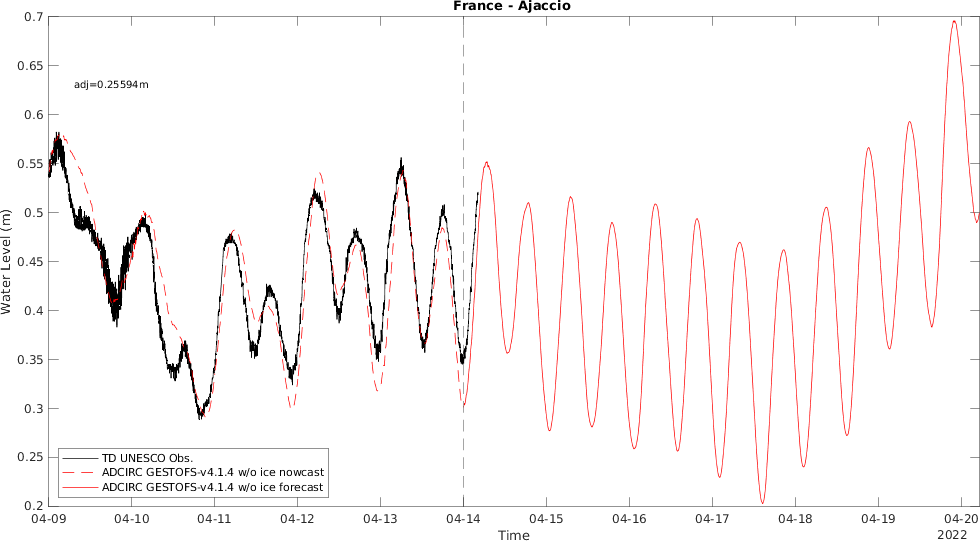 France - Ajaccio
adj=0.25594m
Water Level (m)
0.7
0.65
0.6
0.55
0.5
0.45
0.4
0.35
0.3
0.25
0.2
TD UNESCO Obs.
ADCIRC GESTOFS-v4.1.4 w/o ice nowcast
ADCIRC GESTOFS-v4.1.4 w/o ice forecast
04-09 04-10 04-11 04-12 04-13 04-14 04-15 04-16 04-17 04-18 04-19 04-20
Time
2022